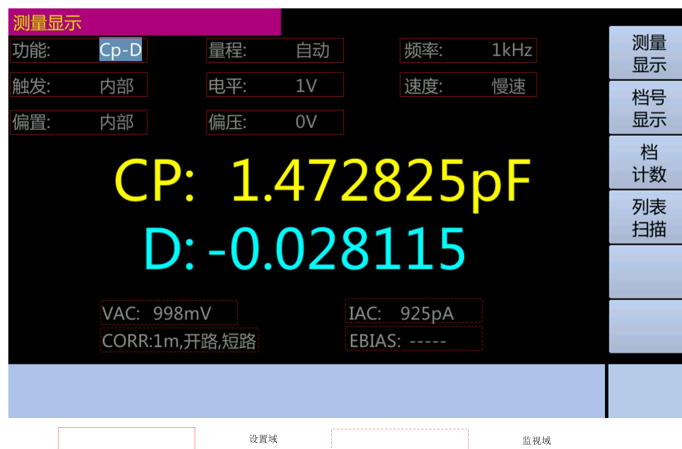 测量显示
功能: Cp-D 量程: 自动 频率: 1kHz
触发: 内部 电平: 1V 速度: 慢速
偏置: 内部 偏压: 0V
CP: 1.472825pF
D: -0.028115
VAC: 998mV IAC: 925pA
CORR:1m,开路,短路 EBIAS: -----
测量
显示
档号
显示
档
计数
列表
扫描
设置域 监视域